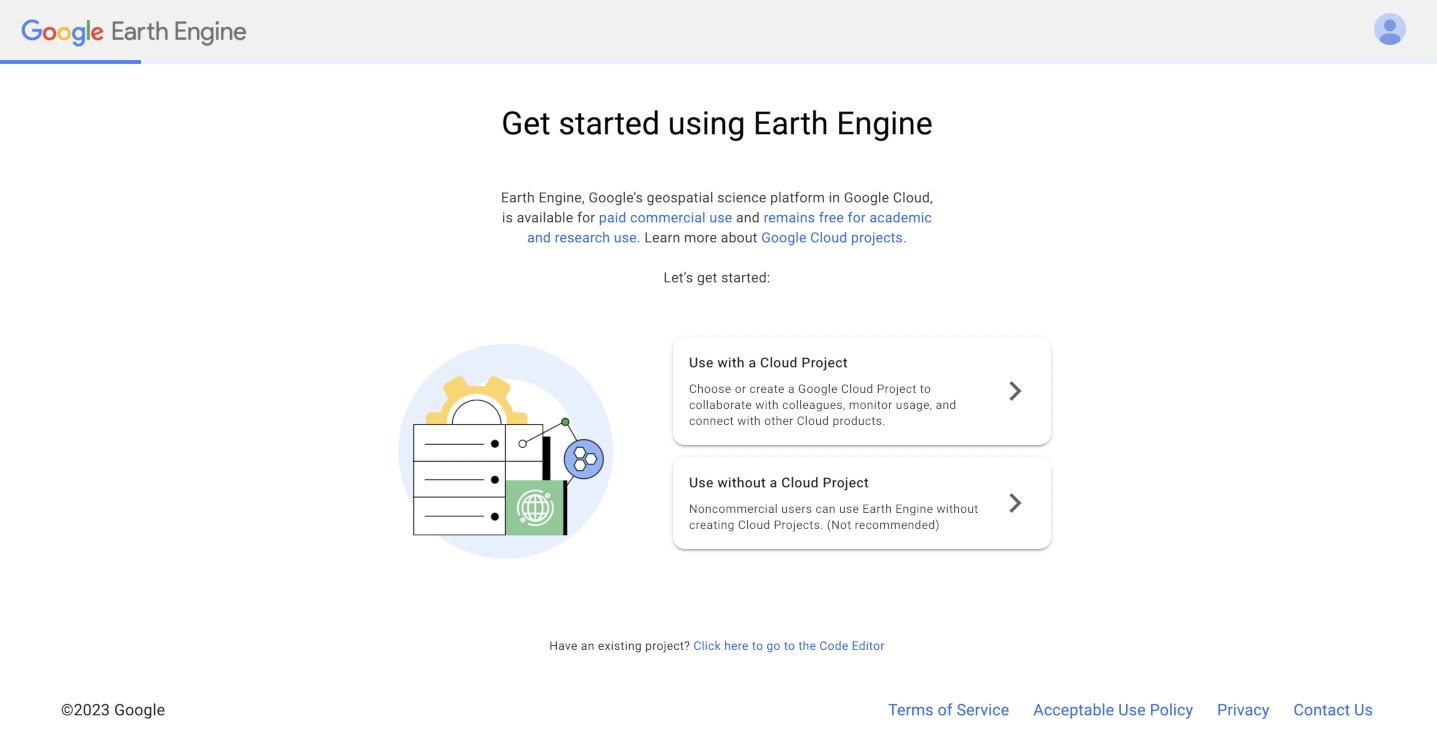 Google Earth Engine
Get started using Earth Engine
Earth Engine, Google's geospatial science platform in Google Cloud,
is available for paid commercial use and remains free for academic
and research use. Learn more about Google Cloud projects.
Let's get started:
Use with a Cloud Project
Choose or create a Google Cloud Project to
collaborate with colleagues, monitor usage, and
connect with other Cloud products.
Use without a Cloud Project
Noncommercial users can use Earth Engine without
creating Cloud Projects. (Not recommended)
Have an existing project? Click here to go to the Code Editor
©2023 Google
Terms of Service Acceptable Use Policy Privacy Contact Us